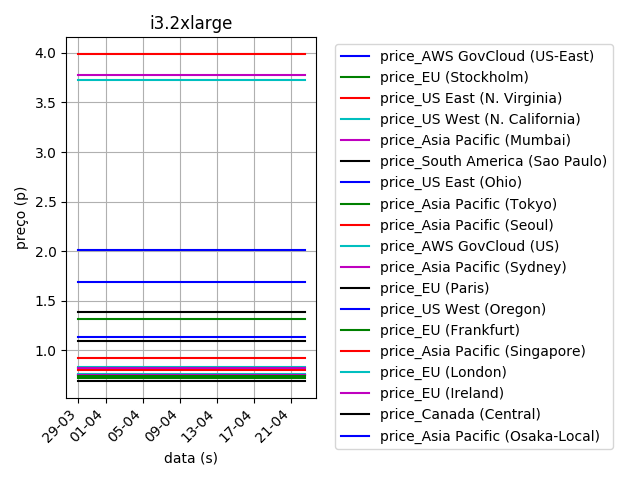 i3.2xlarge
preço (p)
4.0
3.5
3.0
2.5
2.0
1.5
1.0
29-03
01-04
05-04
09-04
13-04
17-04
21-04
data (s)
price_AWS GovCloud (US-East)
price_EU (Stockholm)
price_US East (N. Virginia)
price_US West (N. California)
price_Asia Pacific (Mumbai)
price_South America (Sao Paulo)
price_US East (Ohio)
price_Asia Pacific (Tokyo)
price_Asia Pacific (Seoul)
price_AWS GovCloud (US)
price_Asia Pacific (Sydney)
price_EU (Paris)
price_US West (Oregon)
price_EU (Frankfurt)
price_Asia Pacific (Singapore)
price_EU (London)
price_EU (Ireland)
price_Canada (Central)
price_Asia Pacific (Osaka-Local)